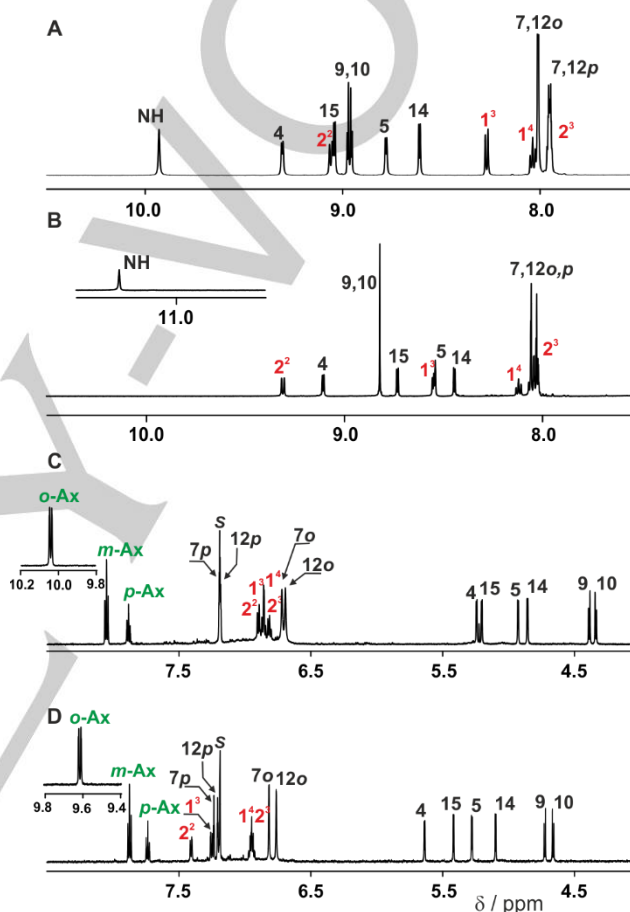 A
NH
4
2²
15
9,10
5
14
1³
1⁴
7,12o
7,12p
2³
10.0
9.0
8.0
B
NH
11.0
2²
4
9,10
15
1³
5
14
1⁴
7,12o,p
2³
10.0
9.0
8.0
C
o-Ax
10.2 10.0 9.8
m-Ax
p-Ax
7p
S
12p
2²
1³
1⁴
2³
7o
12o
4
15
5
14
9
10
7.5
6.5
5.5
4.5
D
o-Ax
9.8 9.6 9.4
m-Ax
p-Ax
2²
1³
7p
12p
S
1⁴
2³
7o
12o
4
15
5
14
9
10
7.5
6.5
5.5
4.5
δ / ppm